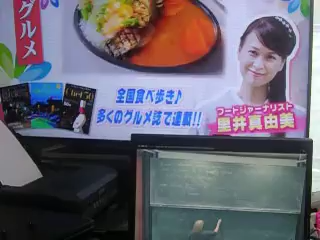 グルメ
全国食べ歩き♪
多くのグルメ誌で連載!!
フードジャーナリスト
里井真由美